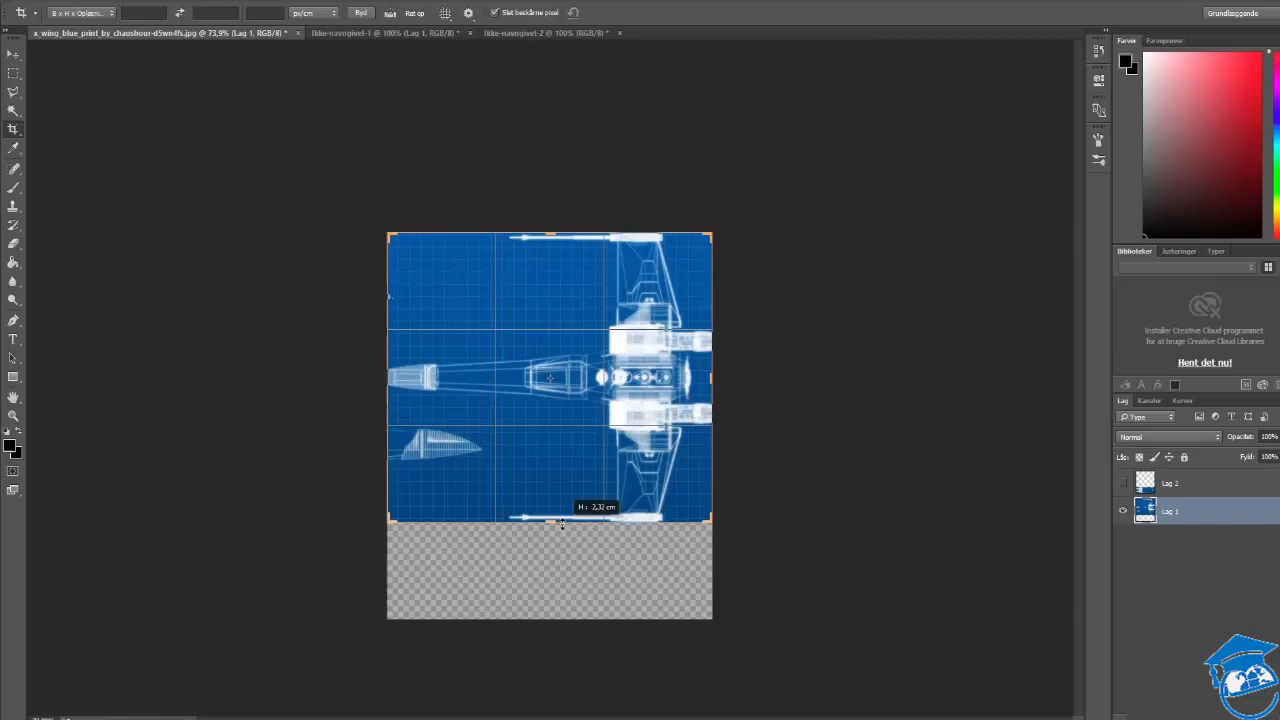 B x H x Opløsni...
px/cm
Ryd
Ret op
Slet beskårne pixel
Grundlæggende
x_wing_blue_print_by_chaoshour-d5wn4fs.jpg @ 73,9% (Lag 1, RGB/8) *
Ikke-navngivet-1 @ 100% (Lag 1, RGB/8) *
Ikke-navngivet-2 @ 100% (RGB/8) *
Farver
Farveprøver
H: 2,32 cm
Biblioteker
Justeringer
Typer
Installer Creative Cloud-programmet
for at bruge Creative Cloud Libraries
Hent det nu!
Lag
Kanaler
Kurver
Type
Normal
Opacitet: 100%
Lås:
Fyld: 100%
Lag 2
Lag 1